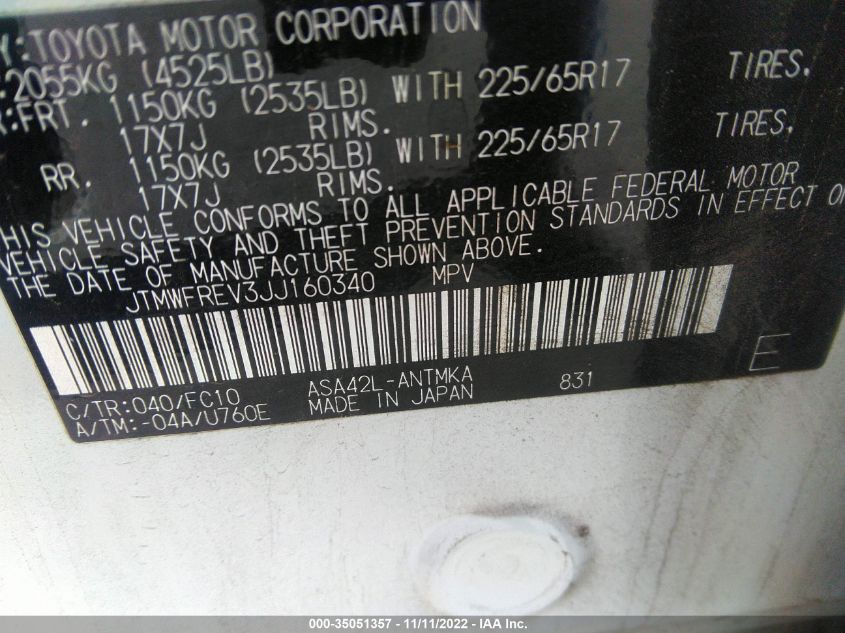 Y:TOYOTA MOTOR CORPORATION
:2055KG (4525LB)
R:FRT. 1150KG (2535LB) WITH 225/65R17 TIRES,
17X7J RIMS.
RR. 1150KG (2535LB) WITH 225/65R17 TIRES,
17X7J RIMS.
HIS VEHICLE CONFORMS TO ALL APPLICABLE FEDERAL MOTOR
VEHICLE SAFETY AND THEFT PREVENTION STANDARDS IN EFFECT ON
THE DATE OF MANUFACTURE SHOWN ABOVE.
JTMWFREV3JJ160340 MPV
C/TR:040/FC10 ASA42L-ANTMKA 831 E
A/TM:-04A/U760E MADE IN JAPAN
000-35051357 - 11/11/2022 - IAA Inc.